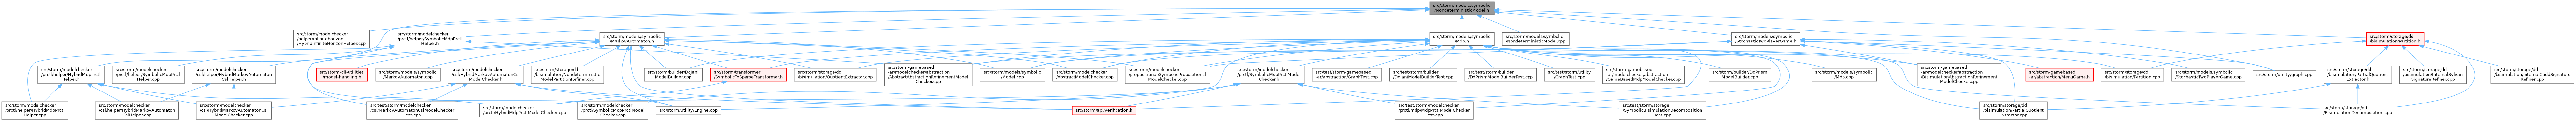 src/storm/models/symbolic
/NondeterministicModel.h
src/storm/modelchecker
/helper/infinitehorizon
/HybridInfiniteHorizonHelper.cpp
src/storm/modelchecker
/prctl/helper/SymbolicMdpPrctl
Helper.h
src/storm/models/symbolic
/MarkovAutomaton.h
src/storm/models/symbolic
/Mdp.h
src/storm/models/symbolic
/NondeterministicModel.cpp
src/storm/models/symbolic
/StochasticTwoPlayerGame.h
src/storm/storage/dd
/bisimulation/Partition.h
src/storm/modelchecker
/prctl/helper/HybridMdpPrctl
Helper.h
src/storm/modelchecker
/prctl/helper/SymbolicMdpPrctl
Helper.cpp
src/storm/modelchecker
/csl/helper/HybridMarkovAutomaton
CslHelper.h
src/storm-cli-utilities
/model-handling.h
src/storm/models/symbolic
/MarkovAutomaton.cpp
src/storm/modelchecker
/csl/HybridMarkovAutomatonCsl
ModelChecker.h
src/storm/storage/dd
/bisimulation/Nondeterministic
ModelPartitionRefiner.cpp
src/storm/builder/DdJani
ModelBuilder.cpp
src/storm/transformer
/SymbolicToSparseTransformer.h
src/storm/storage/dd
/bisimulation/QuotientExtractor.cpp
src/storm-gamebased
-ar/modelchecker/abstraction
/AbstractAbstractionRefinementModel
Checker.cpp
src/storm/models/symbolic
/Model.cpp
src/storm/modelchecker
/AbstractModelChecker.cpp
src/storm/modelchecker
/propositional/SymbolicPropositional
ModelChecker.cpp
src/storm/modelchecker
/prctl/SymbolicMdpPrctlModel
Checker.h
src/test/storm-gamebased
-ar/abstraction/GraphTest.cpp
src/test/storm/builder
/DdJaniModelBuilderTest.cpp
src/test/storm/builder
/DdPrismModelBuilderTest.cpp
src/test/storm/utility
/GraphTest.cpp
src/storm-gamebased
-ar/modelchecker/abstraction
/GameBasedMdpModelChecker.cpp
src/storm/builder/DdPrism
ModelBuilder.cpp
src/storm/models/symbolic
/Mdp.cpp
src/storm-gamebased
-ar/modelchecker/abstraction
/BisimulationAbstractionRefinement
ModelChecker.cpp
src/storm-gamebased
-ar/abstraction/MenuGame.h
src/storm/storage/dd
/bisimulation/Partition.cpp
src/storm/models/symbolic
/StochasticTwoPlayerGame.cpp
src/storm/utility/graph.cpp
src/storm/storage/dd
/bisimulation/PartialQuotient
Extractor.h
src/storm/storage/dd
/bisimulation/InternalSylvan
SignatureRefiner.cpp
src/storm/storage/dd
/bisimulation/InternalCuddSignature
Refiner.cpp
src/storm/modelchecker
/prctl/helper/HybridMdpPrctl
Helper.cpp
src/storm/modelchecker
/csl/helper/HybridMarkovAutomaton
CslHelper.cpp
src/storm/modelchecker
/csl/HybridMarkovAutomatonCsl
ModelChecker.cpp
src/test/storm/modelchecker
/csl/MarkovAutomatonCslModelChecker
Test.cpp
src/storm/modelchecker
/prctl/HybridMdpPrctlModelChecker.cpp
src/storm/modelchecker
/prctl/SymbolicMdpPrctlModel
Checker.cpp
src/storm/utility/Engine.cpp
src/storm/api/verification.h
src/test/storm/modelchecker
/prctl/mdp/MdpPrctlModelChecker
Test.cpp
src/test/storm/storage
/SymbolicBisimulationDecomposition
Test.cpp
src/storm/storage/dd
/bisimulation/PartialQuotient
Extractor.cpp
src/storm/storage/dd
/BisimulationDecomposition.cpp